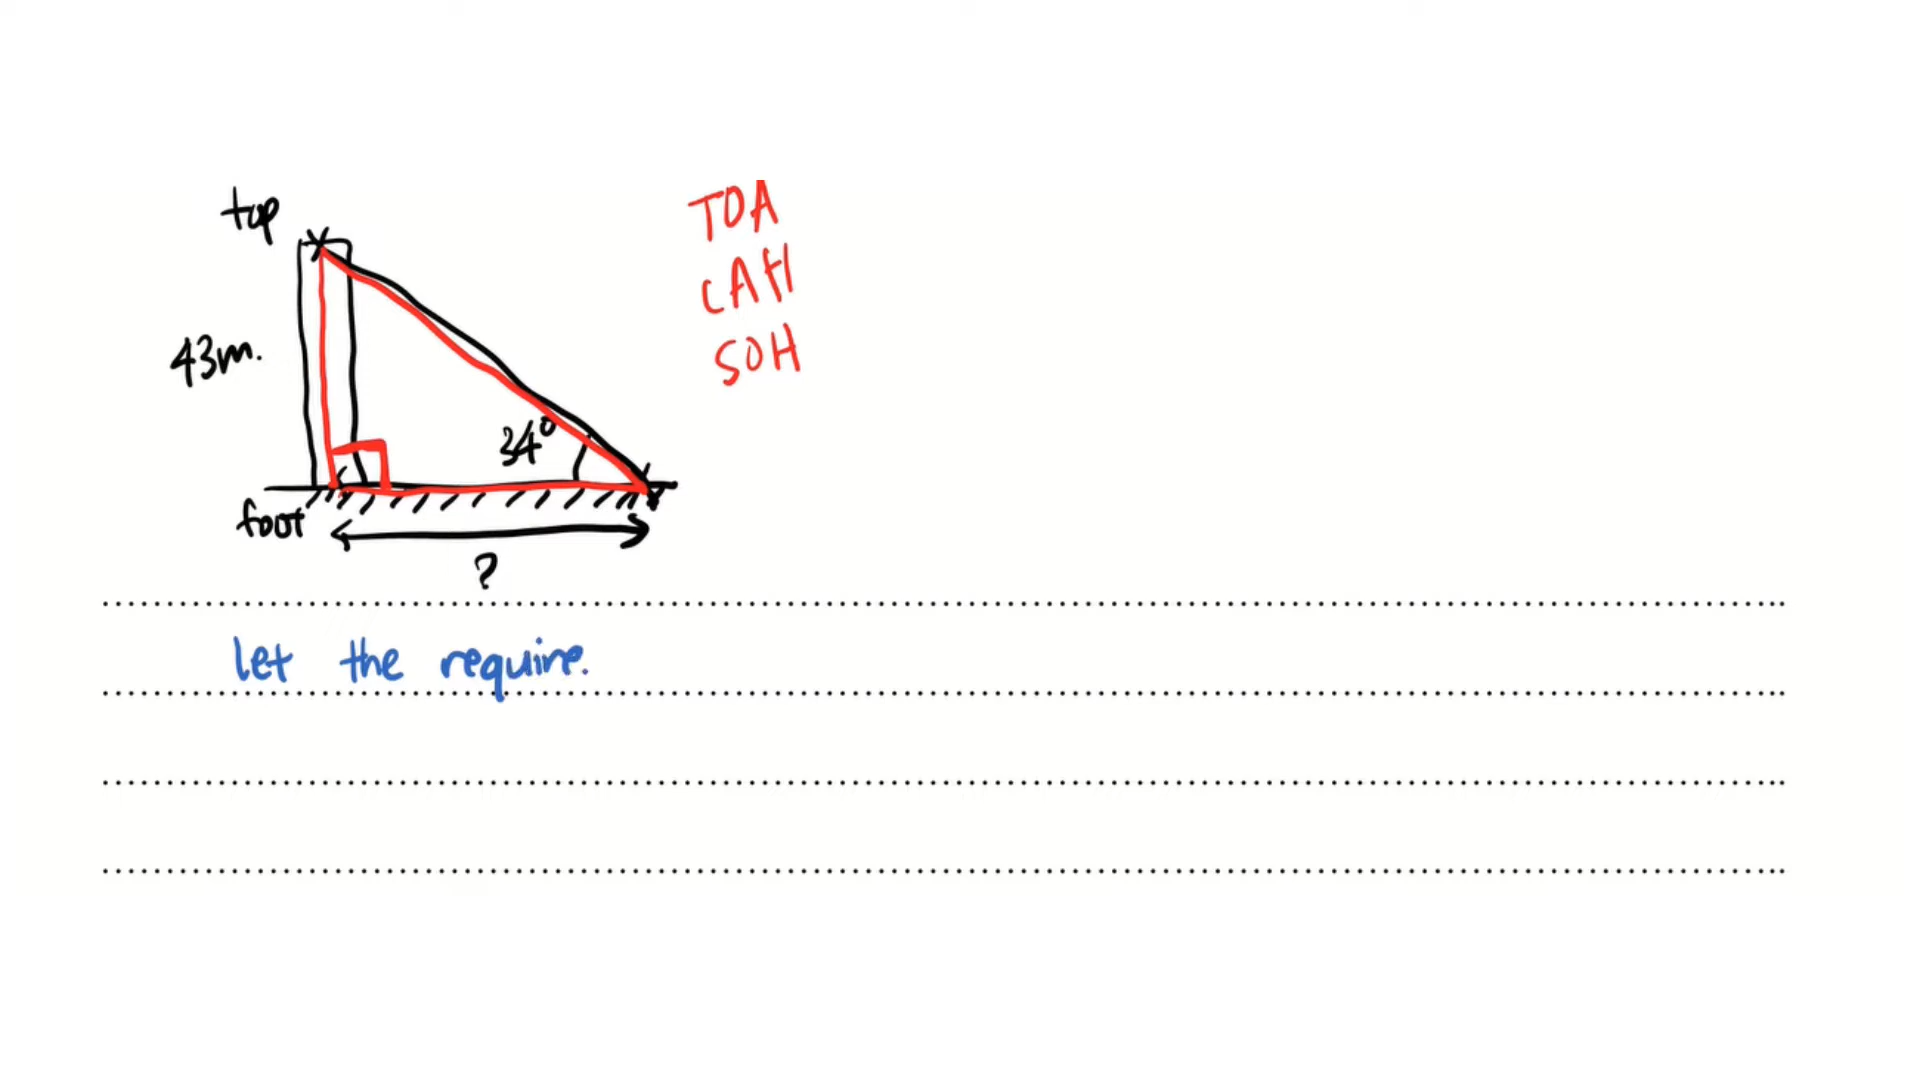 top
TOA
CAH
43m.
SOH
34°
foot
?
let the require.